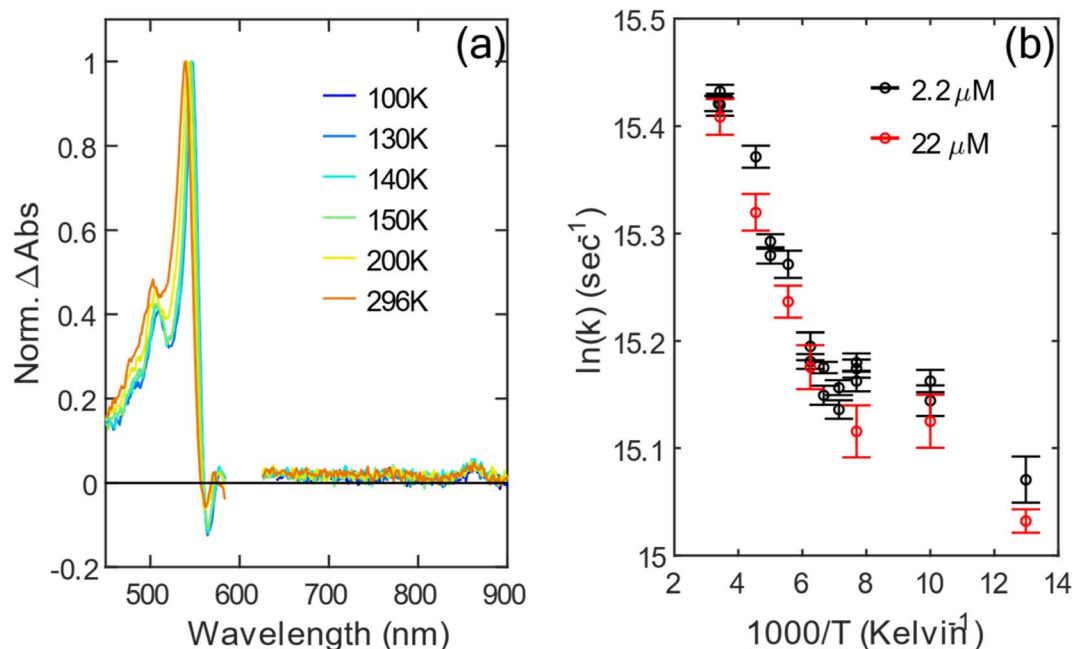 (a)
Norm. ΔAbs
1
0.8
0.6
0.4
0.2
0
-0.2
100K
130K
140K
150K
200K
296K
500 600 700 800 900
Wavelength (nm)
(b)
ln(k) (sec⁻¹)
15.5
15.4
15.3
15.2
15.1
15
2.2 μM
22 μM
2 4 6 8 10 12 14
1000/T (Kelvin⁻¹)